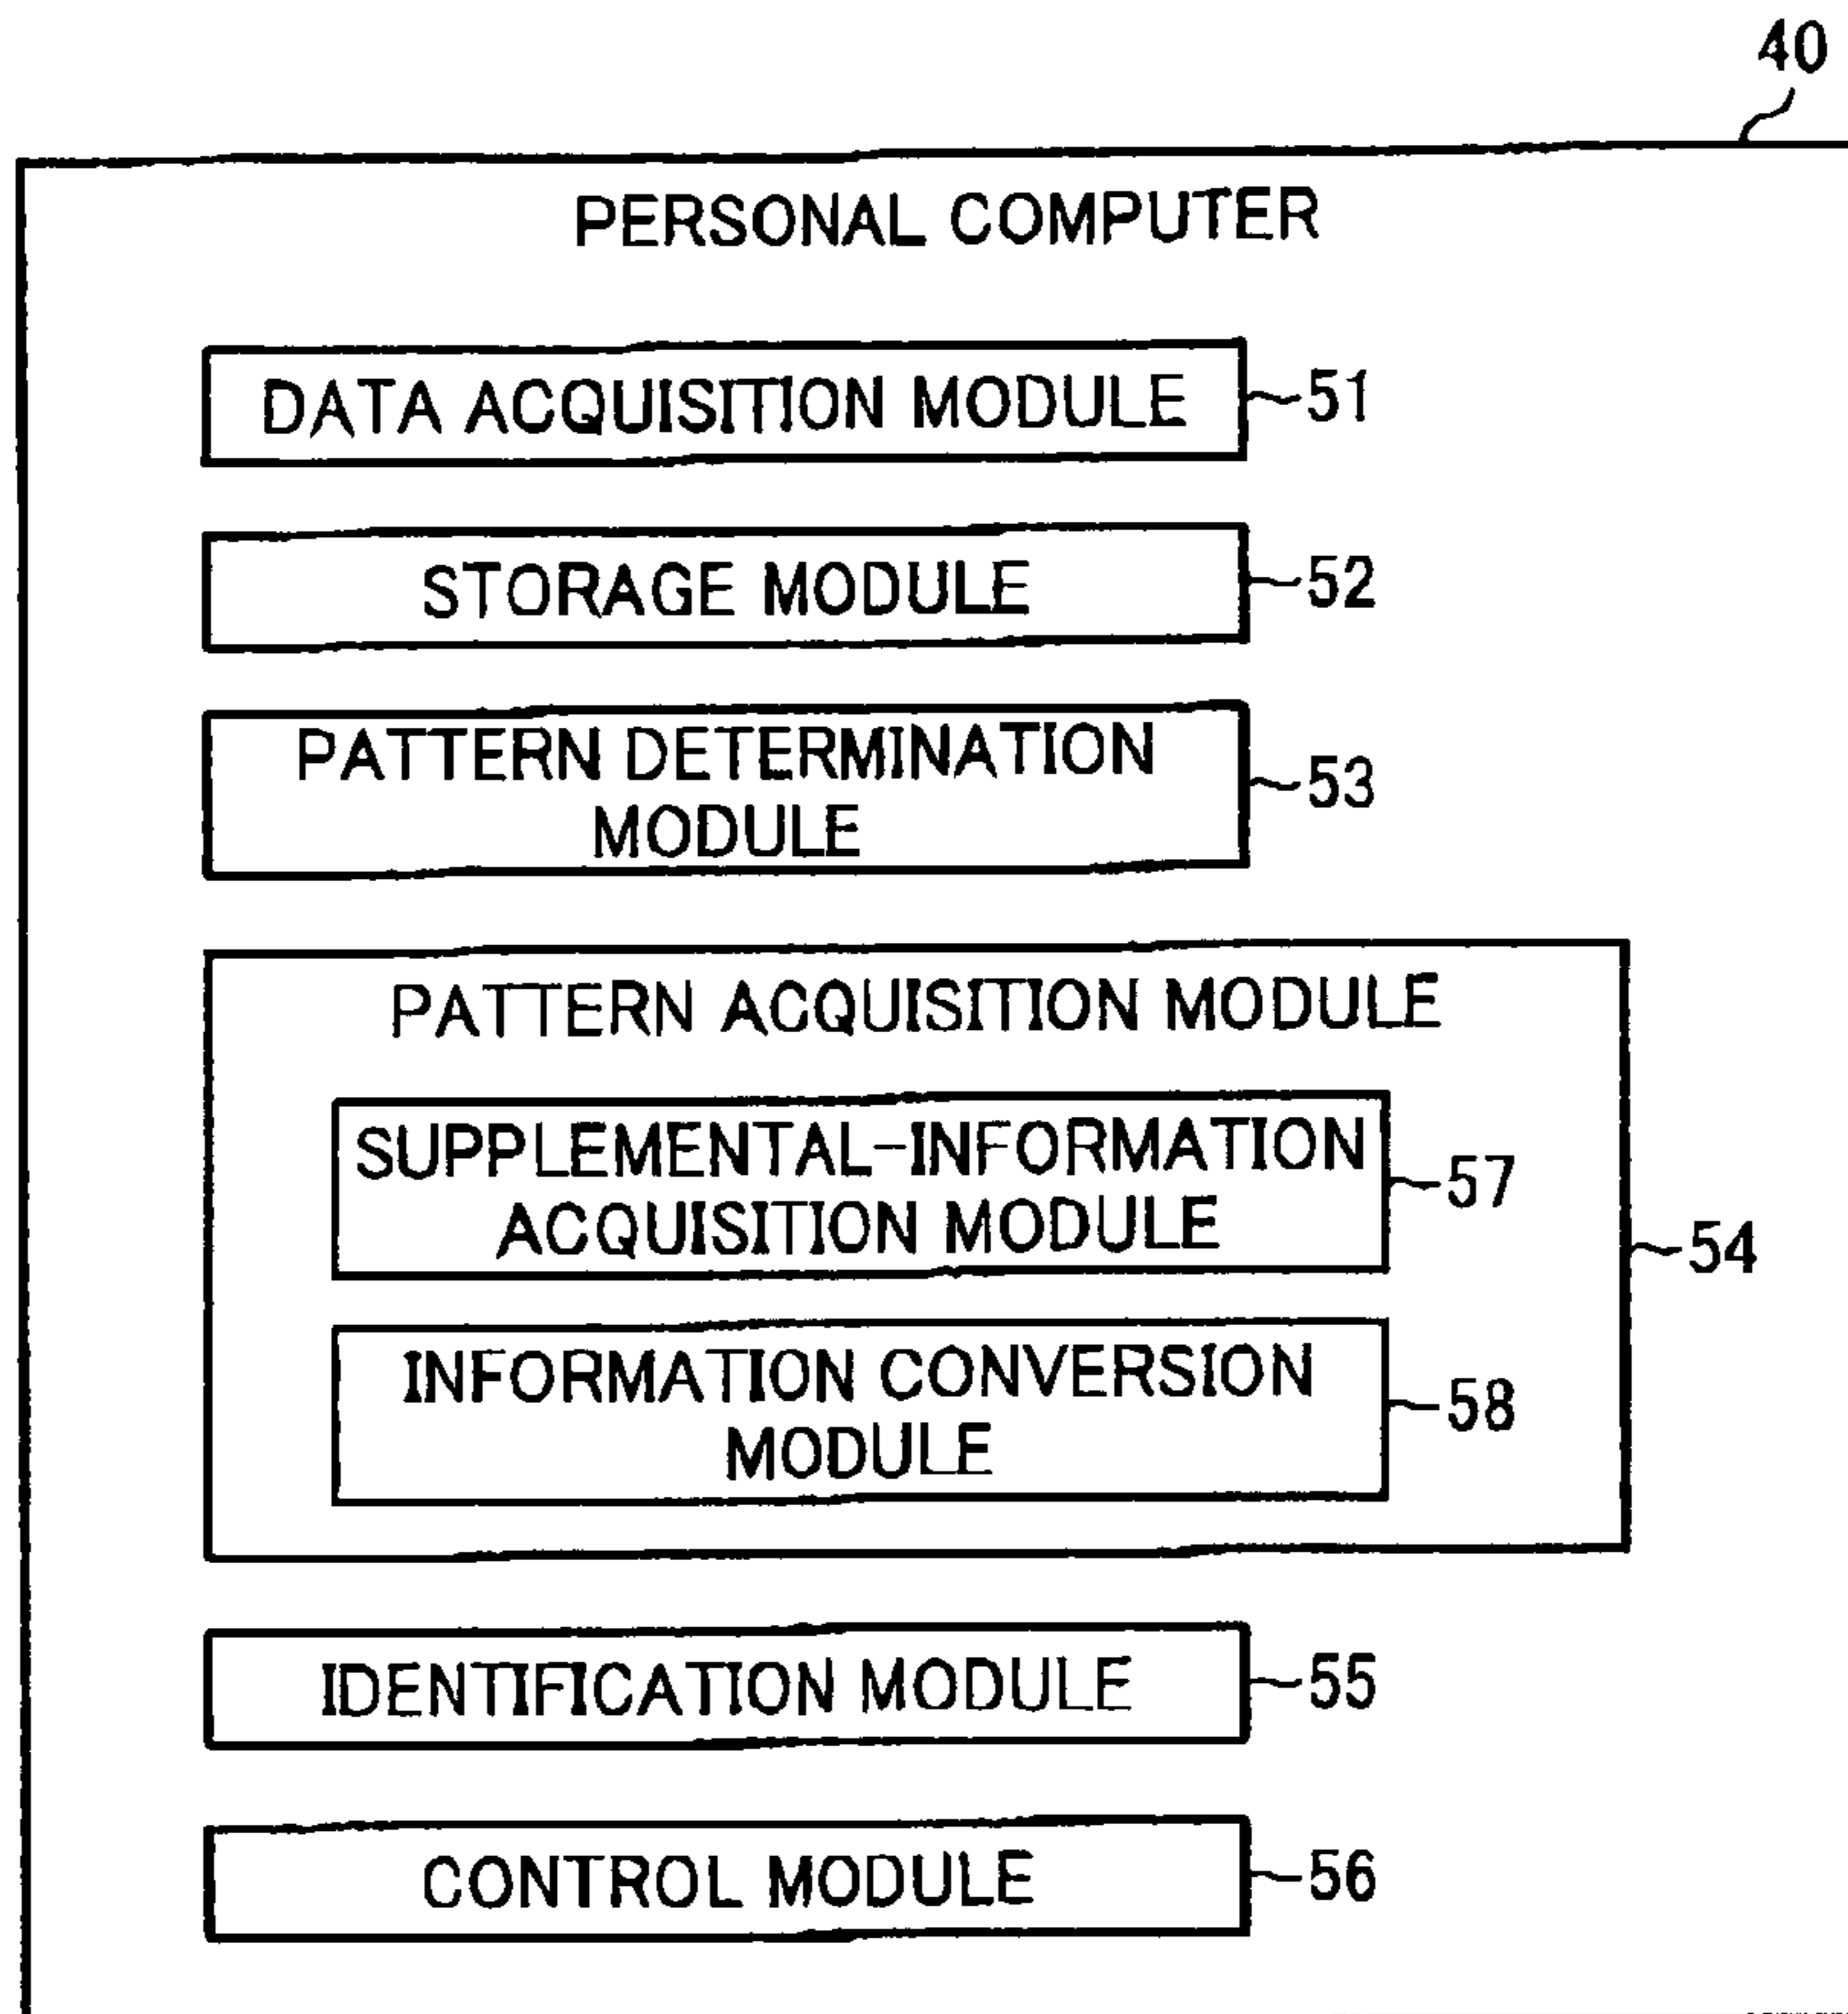 40
PERSONAL COMPUTER
DATA ACQUISITION MODULE
51
STORAGE MODULE
52
PATTERN DETERMINATION
MODULE
53
PATTERN ACQUISITION MODULE
SUPPLEMENTAL-INFORMATION
ACQUISITION MODULE
57
54
INFORMATION CONVERSION
MODULE
58
IDENTIFICATION MODULE
55
CONTROL MODULE
56